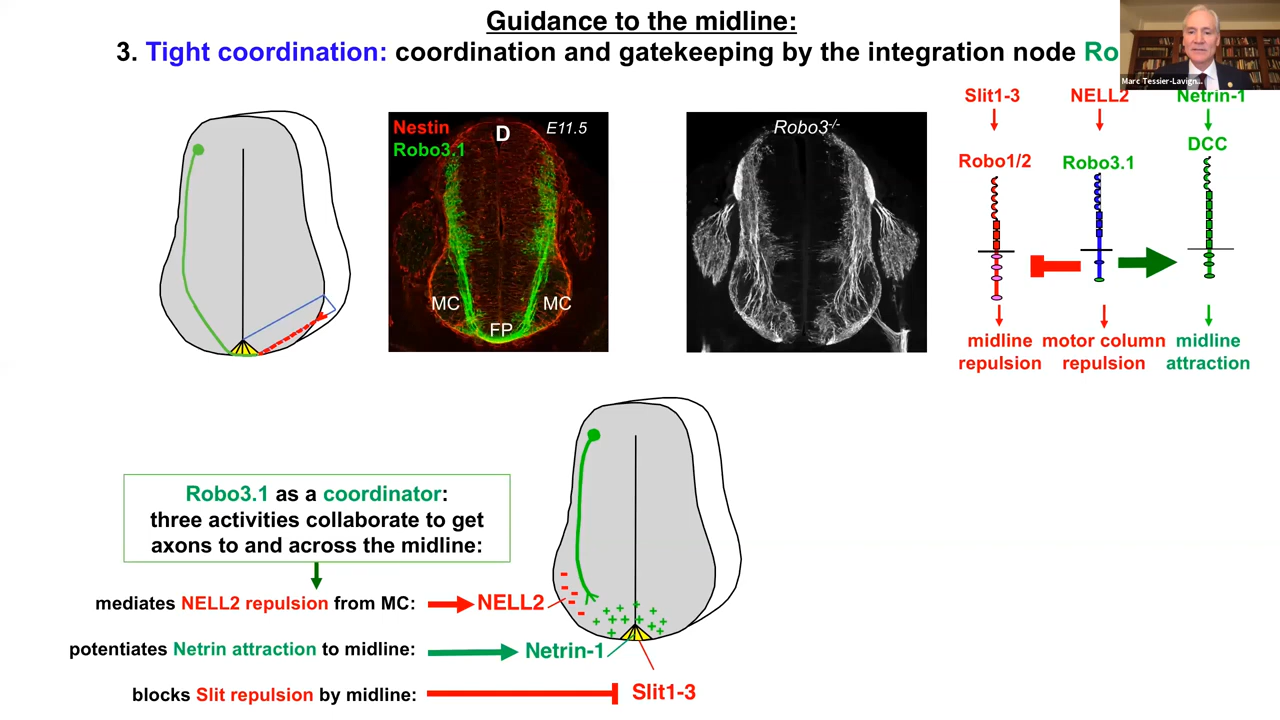 Guidance to the midline:
3. Tight coordination: coordination and gatekeeping by the integration node Ro
Marc Tessier-Lavign...
Nestin
Robo3.1
D
E11.5
MC
MC
FP
Robo3-/-
Slit1-3
NELL2
Netrin-1
Robo1/2
Robo3.1
DCC
midline
repulsion
motor column
repulsion
midline
attraction
Robo3.1 as a coordinator:
three activities collaborate to get
axons to and across the midline:
mediates NELL2 repulsion from MC:
NELL2
potentiates Netrin attraction to midline:
Netrin-1
blocks Slit repulsion by midline:
Slit1-3